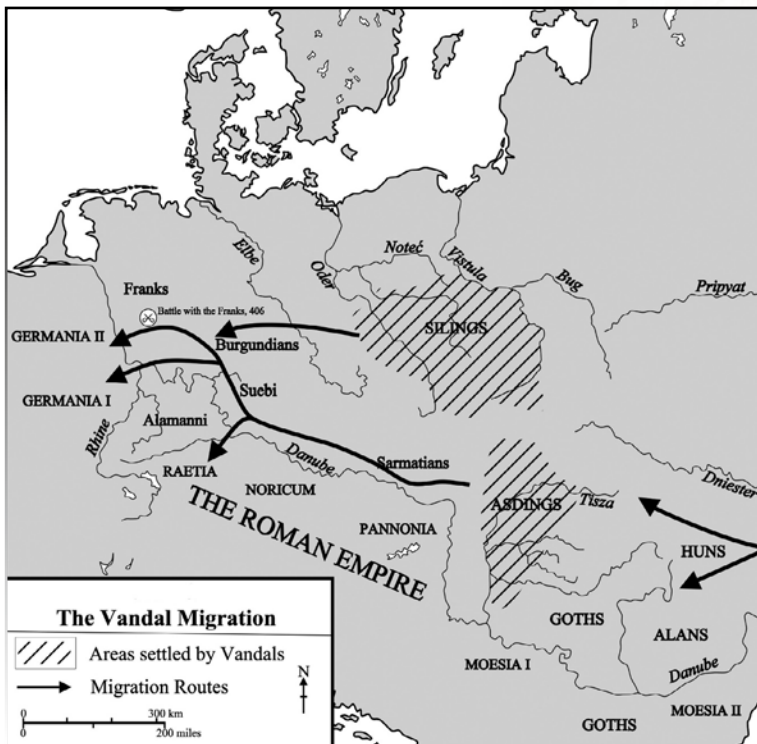 Elbe
Oder
Noteć
Vistula
Bug
Pripyat
Franks
Battle with the Franks, 406
SILINGS
GERMANIA II
Burgundians
GERMANIA I
Suebi
Alamanni
Rhine
Danube
Sarmatians
RAETIA
NORICUM
Dniester
ASDINGS
Tisza
THE ROMAN EMPIRE
PANNONIA
HUNS
GOTHS
ALANS
MOESIA I
Danube
MOESIA II
GOTHS
The Vandal Migration
Areas settled by Vandals
Migration Routes
N
0 300 km
0 200 miles